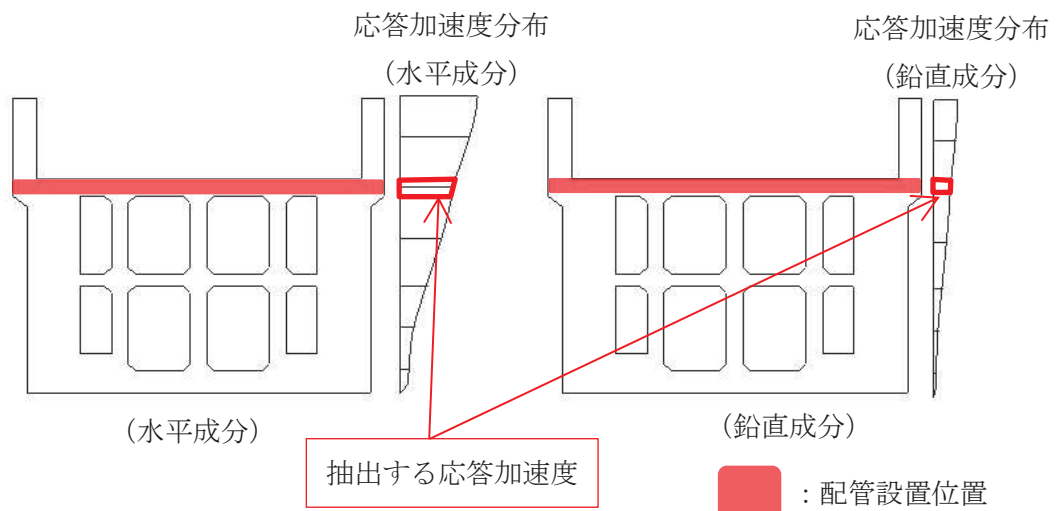 応答加速度分布
（水平成分）
応答加速度分布
（鉛直成分）
（水平成分）
（鉛直成分）
抽出する応答加速度
：配管設置位置